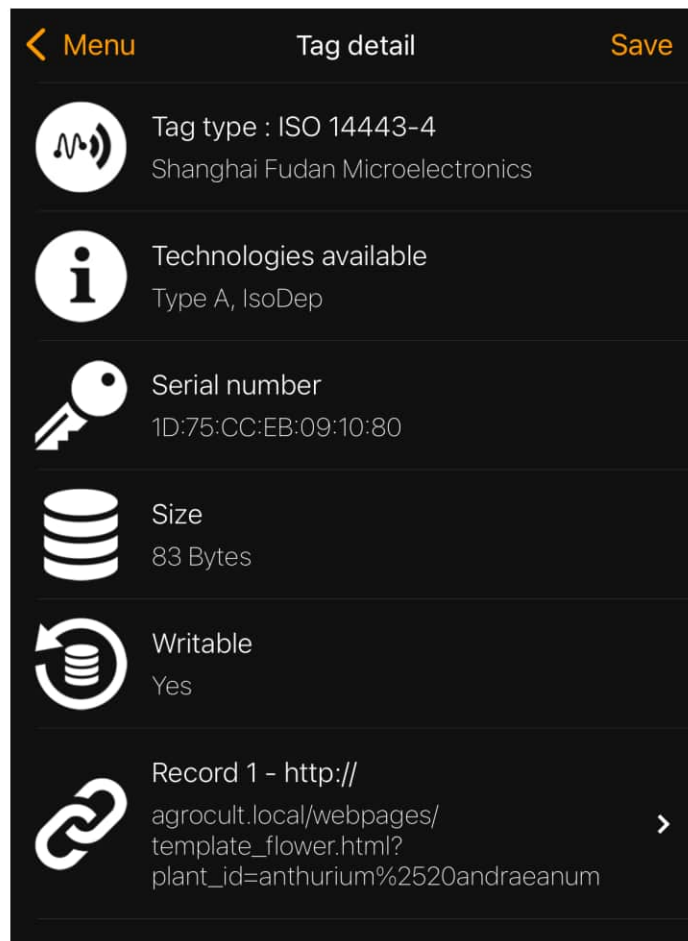 Menu
Tag detail
Save
Tag type : ISO 14443-4
Shanghai Fudan Microelectronics
Technologies available
Type A, IsoDep
Serial number
1D:75:CC:EB:09:10:80
Size
83 Bytes
Writable
Yes
Record 1 - http://
agrocult.local/webpages/
template_flower.html?
plant_id=anthurium%2520andraeanum